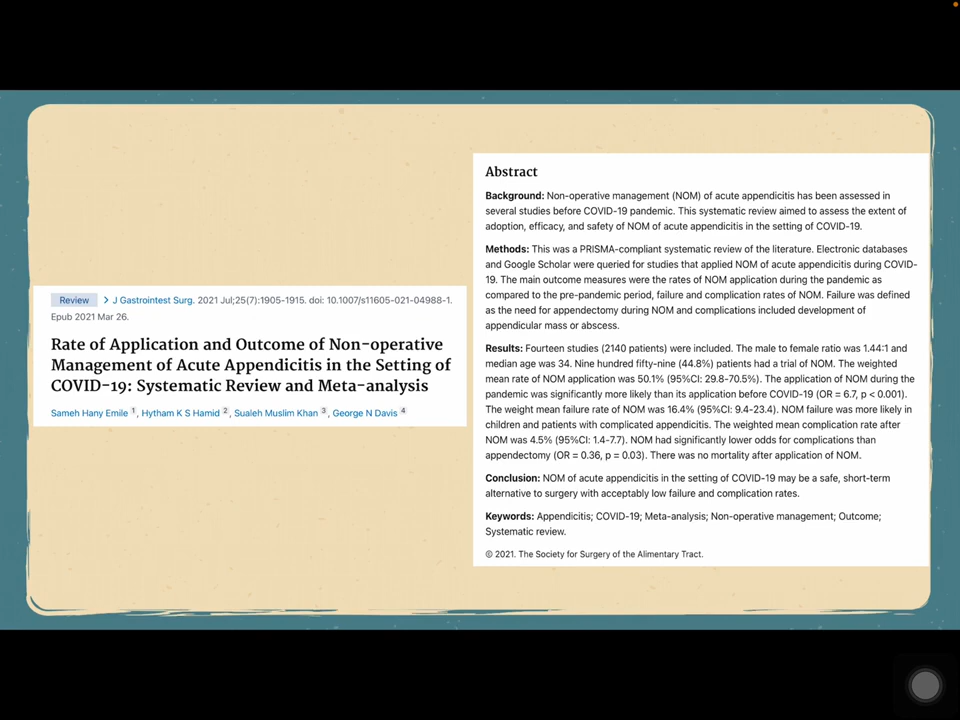 Review > J Gastrointest Surg. 2021 Jul;25(7):1905-1915. doi: 10.1007/s11605-021-04988-1.
Epub 2021 Mar 26.
Rate of Application and Outcome of Non-operative
Management of Acute Appendicitis in the Setting of
COVID-19: Systematic Review and Meta-analysis
Sameh Hany Emile 1, Hytham K S Hamid 2, Sualeh Muslim Khan 3, George N Davis 4
Abstract
Background: Non-operative management (NOM) of acute appendicitis has been assessed in
several studies before COVID-19 pandemic. This systematic review aimed to assess the extent of
adoption, efficacy, and safety of NOM of acute appendicitis in the setting of COVID-19.
Methods: This was a PRISMA-compliant systematic review of the literature. Electronic databases
and Google Scholar were queried for studies that applied NOM of acute appendicitis during COVID-
19. The main outcome measures were the rates of NOM application during the pandemic as
compared to the pre-pandemic period, failure and complication rates of NOM. Failure was defined
as the need for appendectomy during NOM and complications included development of
appendicular mass or abscess.
Results: Fourteen studies (2140 patients) were included. The male to female ratio was 1.44:1 and
median age was 34. Nine hundred fifty-nine (44.8%) patients had a trial of NOM. The weighted
mean rate of NOM application was 50.1% (95%CI: 29.8-70.5%). The application of NOM during the
pandemic was significantly more likely than its application before COVID-19 (OR = 6.7, p < 0.001).
The weight mean failure rate of NOM was 16.4% (95%CI: 9.4-23.4). NOM failure was more likely in
children and patients with complicated appendicitis. The weighted mean complication rate after
NOM was 4.5% (95%CI: 1.4-7.7). NOM had significantly lower odds for complications than
appendectomy (OR = 0.36, p = 0.03). There was no mortality after application of NOM.
Conclusion: NOM of acute appendicitis in the setting of COVID-19 may be a safe, short-term
alternative to surgery with acceptably low failure and complication rates.
Keywords: Appendicitis; COVID-19; Meta-analysis; Non-operative management; Outcome;
Systematic review.
© 2021. The Society for Surgery of the Alimentary Tract.